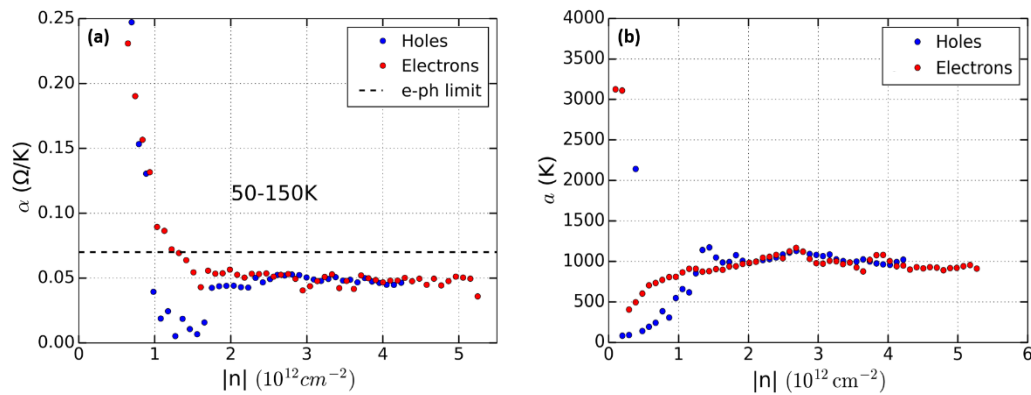 (a)
0.25
0.20
0.15
0.10
0.05
0.00
α (Ω/K)
Holes
Electrons
e-ph limit
50-150K
0 1 2 3 4 5
|n| (10¹²cm⁻²)
(b)
4000
3500
3000
2500
2000
1500
1000
500
0
a (K)
Holes
Electrons
0 1 2 3 4 5 6
|n| (10¹² cm⁻²)